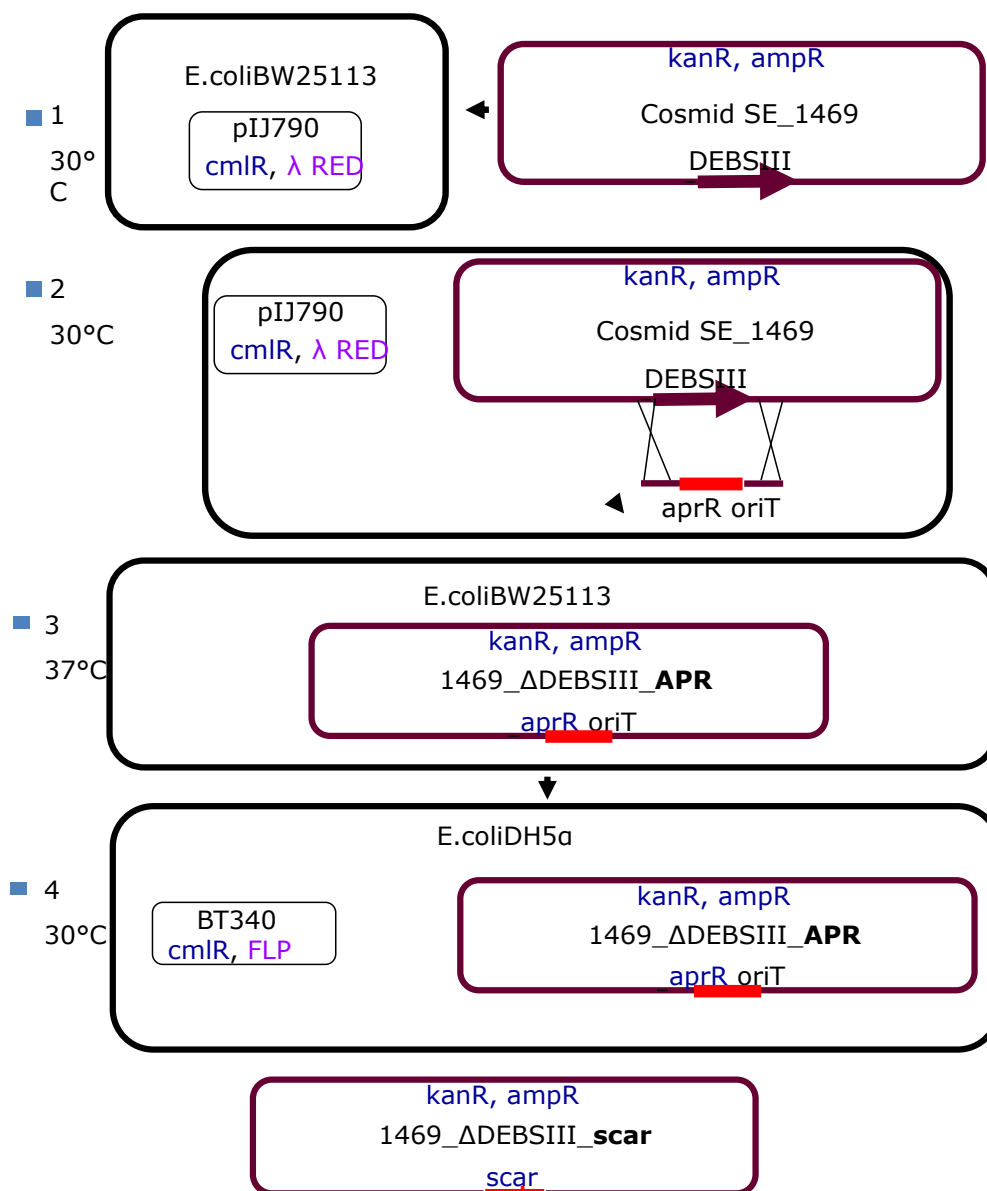 kanR, ampR
E.coliBW25113
1
pIJ790
Cosmid SE_1469
cmlR, λ RED
DEBSIII
30°
C
2
kanR, ampR
30°C
pIJ790
Cosmid SE_1469
cmlR, λ RED
DEBSIII
aprR oriT
E.coliBW25113
3
kanR, ampR
37°C
1469_ΔDEBSIII_APR
_aprR oriT
E.coliDH5α
4
kanR, ampR
30°C
BT340
1469_ΔDEBSIII_APR
cmlR, FLP
_aprR oriT
kanR, ampR
1469_ΔDEBSIII_scar
scar